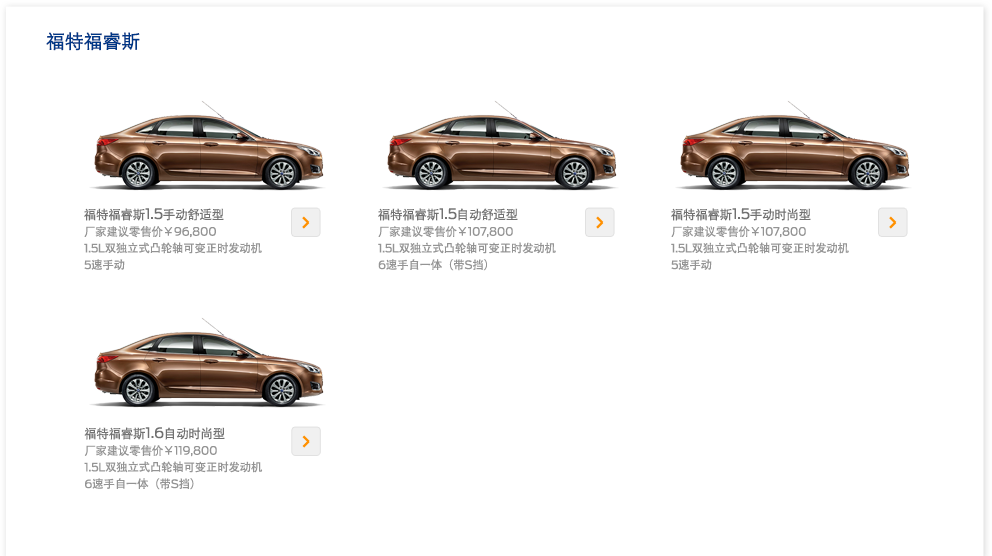 福特福睿斯
福特福睿斯1.5手动舒适型
厂家建议零售价￥96,800
1.5L双独立式凸轮轴可变正时发动机
5速手动
福特福睿斯1.5自动舒适型
厂家建议零售价￥107,800
1.5L双独立式凸轮轴可变正时发动机
6速手自一体（带S挡）
福特福睿斯1.5手动时尚型
厂家建议零售价￥107,800
1.5L双独立式凸轮轴可变正时发动机
5速手动
福特福睿斯1.6自动时尚型
厂家建议零售价￥119,800
1.5L双独立式凸轮轴可变正时发动机
6速手自一体（带S挡）